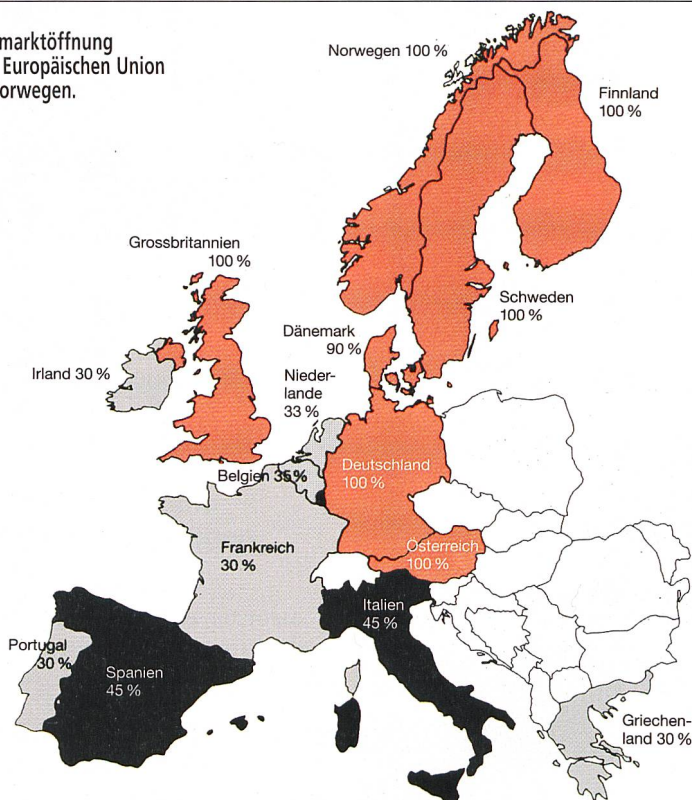 marktöffnung
Europäischen Union
orwegen.
Norwegen 100 %
Finnland
100 %
Grossbritannien
100 %
Schweden
100 %
Dänemark
90 %
Irland 30 %
Nieder-
lande
33 %
Belgien 35%
Deutschland
100 %
Frankreich
30 %
Österreich
100 %
Italien
45 %
Portugal
30 %
Spanien
45 %
Griechen-
land 30 %